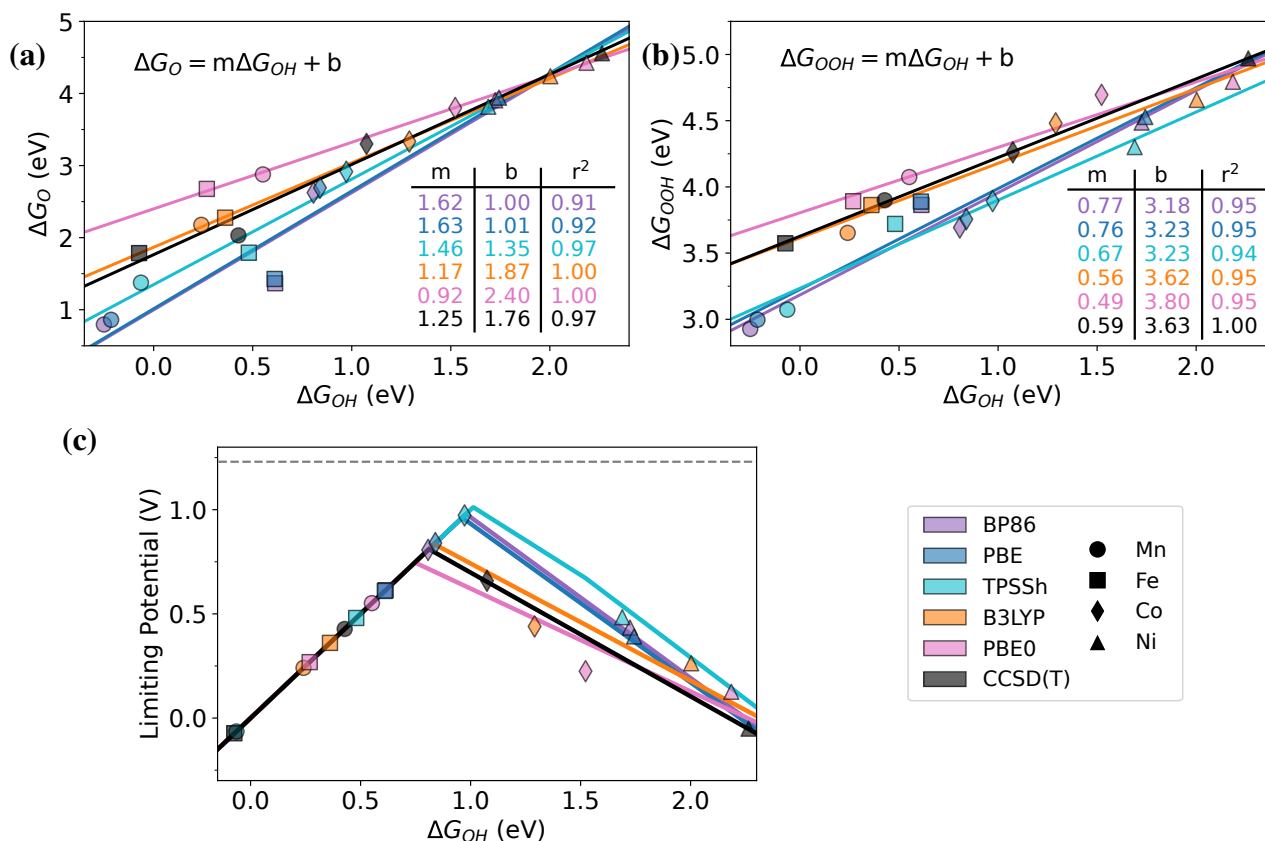 (a)
ΔG_O = mΔG_OH + b
ΔG_O (eV)
5
4
3
2
1
m b r²
1.62 1.00 0.91
1.63 1.01 0.92
1.46 1.35 0.97
1.17 1.87 1.00
0.92 2.40 1.00
1.25 1.76 0.97
0.0 0.5 1.0 1.5 2.0
ΔG_OH (eV)
(b)
ΔG_OOH = mΔG_OH + b
ΔG_OOH (eV)
5.0
4.5
4.0
3.5
3.0
m b r²
0.77 3.18 0.95
0.76 3.23 0.95
0.67 3.23 0.94
0.56 3.62 0.95
0.49 3.80 0.95
0.59 3.63 1.00
0.0 0.5 1.0 1.5 2.0
ΔG_OH (eV)
(c)
Limiting Potential (V)
1.0
0.5
0.0
0.0 0.5 1.0 1.5 2.0
ΔG_OH (eV)
BP86
PBE
TPSSh
B3LYP
PBE0
CCSD(T)
Mn
Fe
Co
Ni